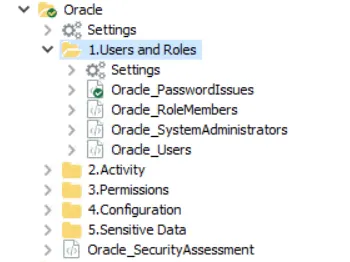 Oracle
Settings
1.Users and Roles
Settings
Oracle_PasswordIssues
Oracle_RoleMembers
Oracle_SystemAdministrators
Oracle_Users
2.Activity
3.Permissions
4.Configuration
5.Sensitive Data
Oracle_SecurityAssessment